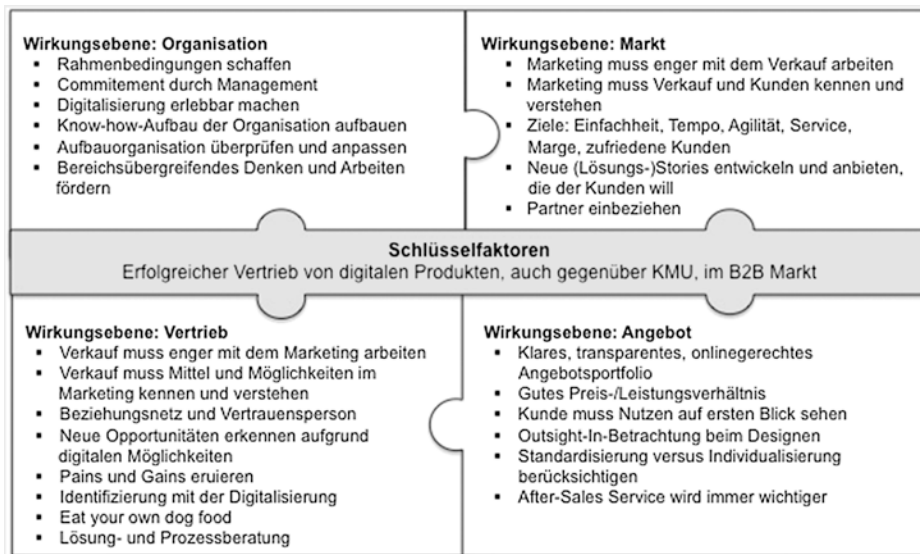 Wirkungsebene: Organisation
▪ Rahmenbedingungen schaffen
▪ Commitement durch Management
▪ Digitalisierung erlebbar machen
▪ Know-how-Aufbau der Organisation aufbauen
▪ Aufbauorganisation überprüfen und anpassen
▪ Bereichsübergreifendes Denken und Arbeiten
fördern
Wirkungsebene: Markt
▪ Marketing muss enger mit dem Verkauf arbeiten
▪ Marketing muss Verkauf und Kunden kennen und
verstehen
▪ Ziele: Einfachheit, Tempo, Agilität, Service,
Marge, zufriedene Kunden
▪ Neue (Lösungs-)Stories entwickeln und anbieten,
die der Kunden will
▪ Partner einbeziehen
Schlüsselfaktoren
Erfolgreicher Vertrieb von digitalen Produkten, auch gegenüber KMU, im B2B Markt
Wirkungsebene: Vertrieb
▪ Verkauf muss enger mit dem Marketing arbeiten
▪ Verkauf muss Mittel und Möglichkeiten im
Marketing kennen und verstehen
▪ Beziehungsnetz und Vertrauensperson
▪ Neue Opportunitäten erkennen aufgrund
digitalen Möglichkeiten
▪ Pains und Gains eruieren
▪ Identifizierung mit der Digitalisierung
▪ Eat your own dog food
▪ Lösung- und Prozessberatung
Wirkungsebene: Angebot
▪ Klares, transparentes, onlinegerechtes
Angebotsportfolio
▪ Gutes Preis-/Leistungsverhältnis
▪ Kunde muss Nutzen auf ersten Blick sehen
▪ Outsight-In-Betrachtung beim Designen
▪ Standardisierung versus Individualisierung
berücksichtigen
▪ After-Sales Service wird immer wichtiger